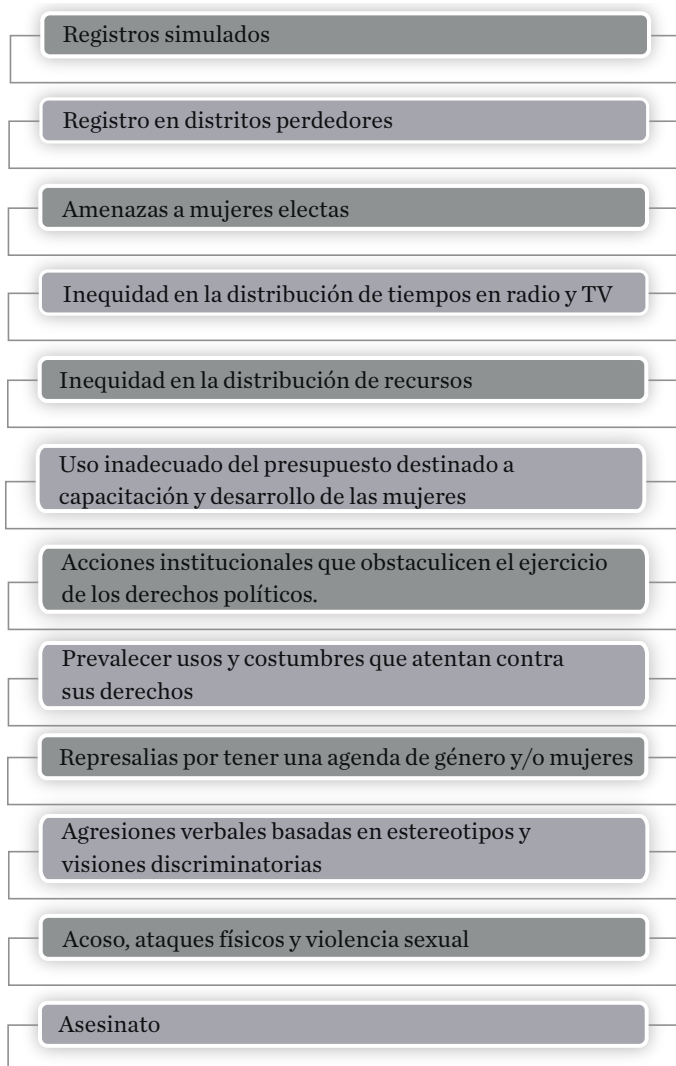 Registros simulados
Registro en distritos perdedores
Amenazas a mujeres electas
Inequidad en la distribución de tiempos en radio y TV
Inequidad en la distribución de recursos
Uso inadecuado del presupuesto destinado a
capacitación y desarrollo de las mujeres
Acciones institucionales que obstaculicen el ejercicio
de los derechos políticos.
Prevalecer usos y costumbres que atentan contra
sus derechos
Represalias por tener una agenda de género y/o mujeres
Agresiones verbales basadas en estereotipos y
visiones discriminatorias
Acoso, ataques físicos y violencia sexual
Asesinato